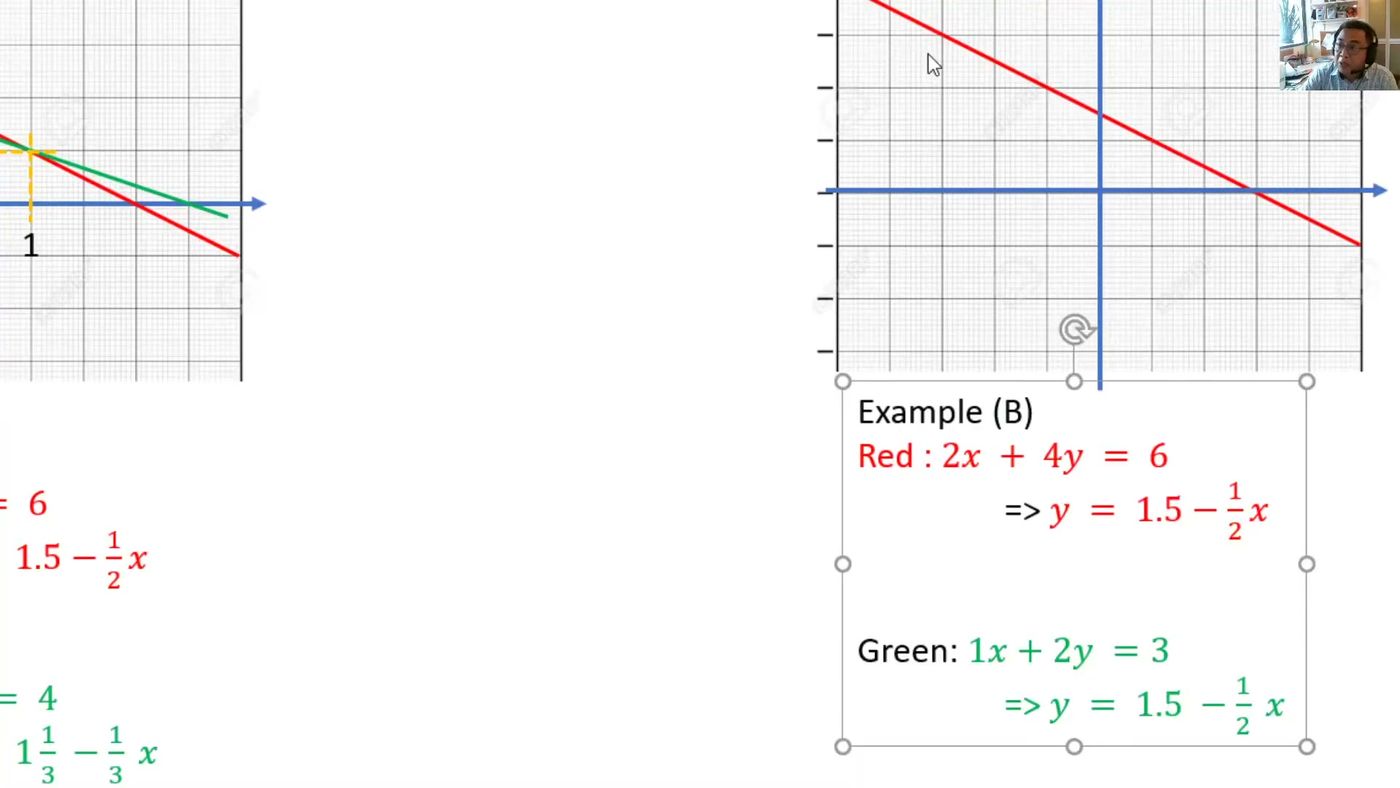 1
= 6
1.5 − 1/2 x
= 4
1 1/3 − 1/3 x
Example (B)
Red : 2x + 4y = 6
=> y = 1.5 − 1/2 x
Green: 1x + 2y = 3
=> y = 1.5 − 1/2 x